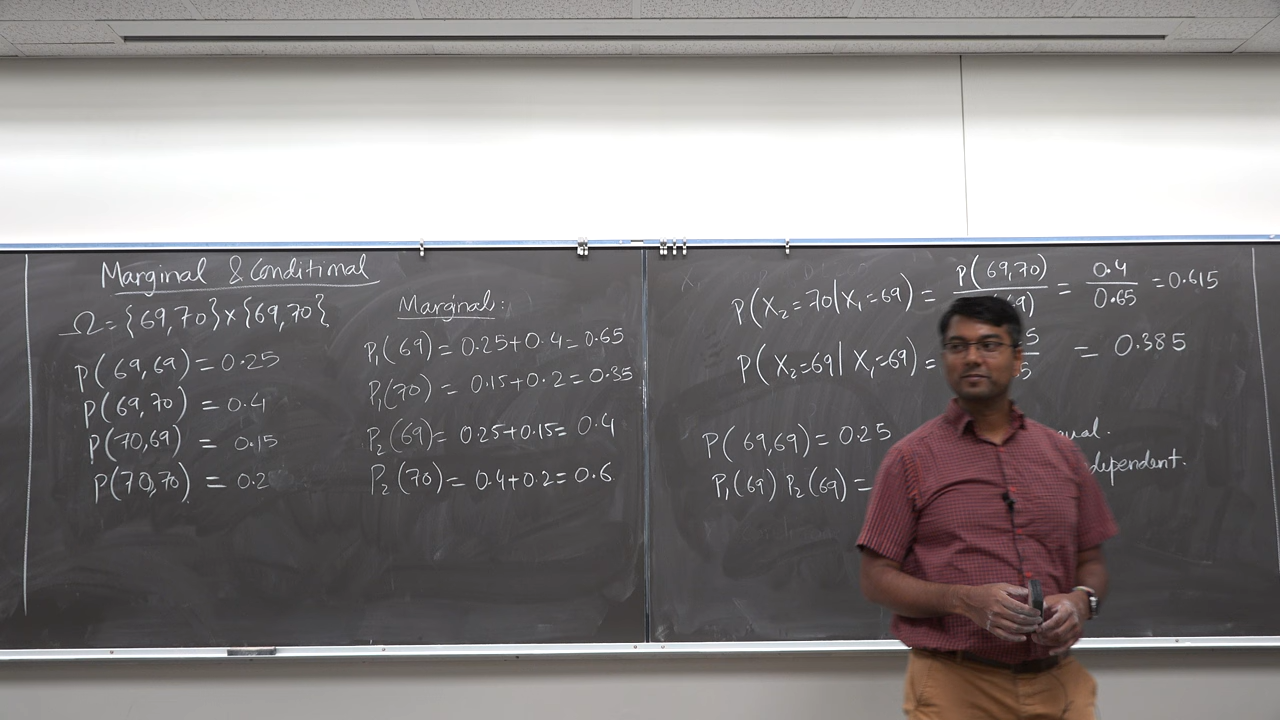 Marginal & Conditional
Ω = {69,70} × {69,70}
P(69,69) = 0.25
P(69,70) = 0.4
P(70,69) = 0.15
P(70,70) = 0.2
Marginal:
P₁(69) = 0.25+0.4 = 0.65
P₁(70) = 0.15+0.2 = 0.35
P₂(69) = 0.25+0.15 = 0.4
P₂(70) = 0.4+0.2 = 0.6
P(X₂=70|X₁=69) = P(69,70) / 69) = 0.4 / 0.65 = 0.615
P(X₂=69|X₁=69) = 5 / 5 = 0.385
P(69,69) = 0.25
P₁(69) P₂(69) =
dependent.